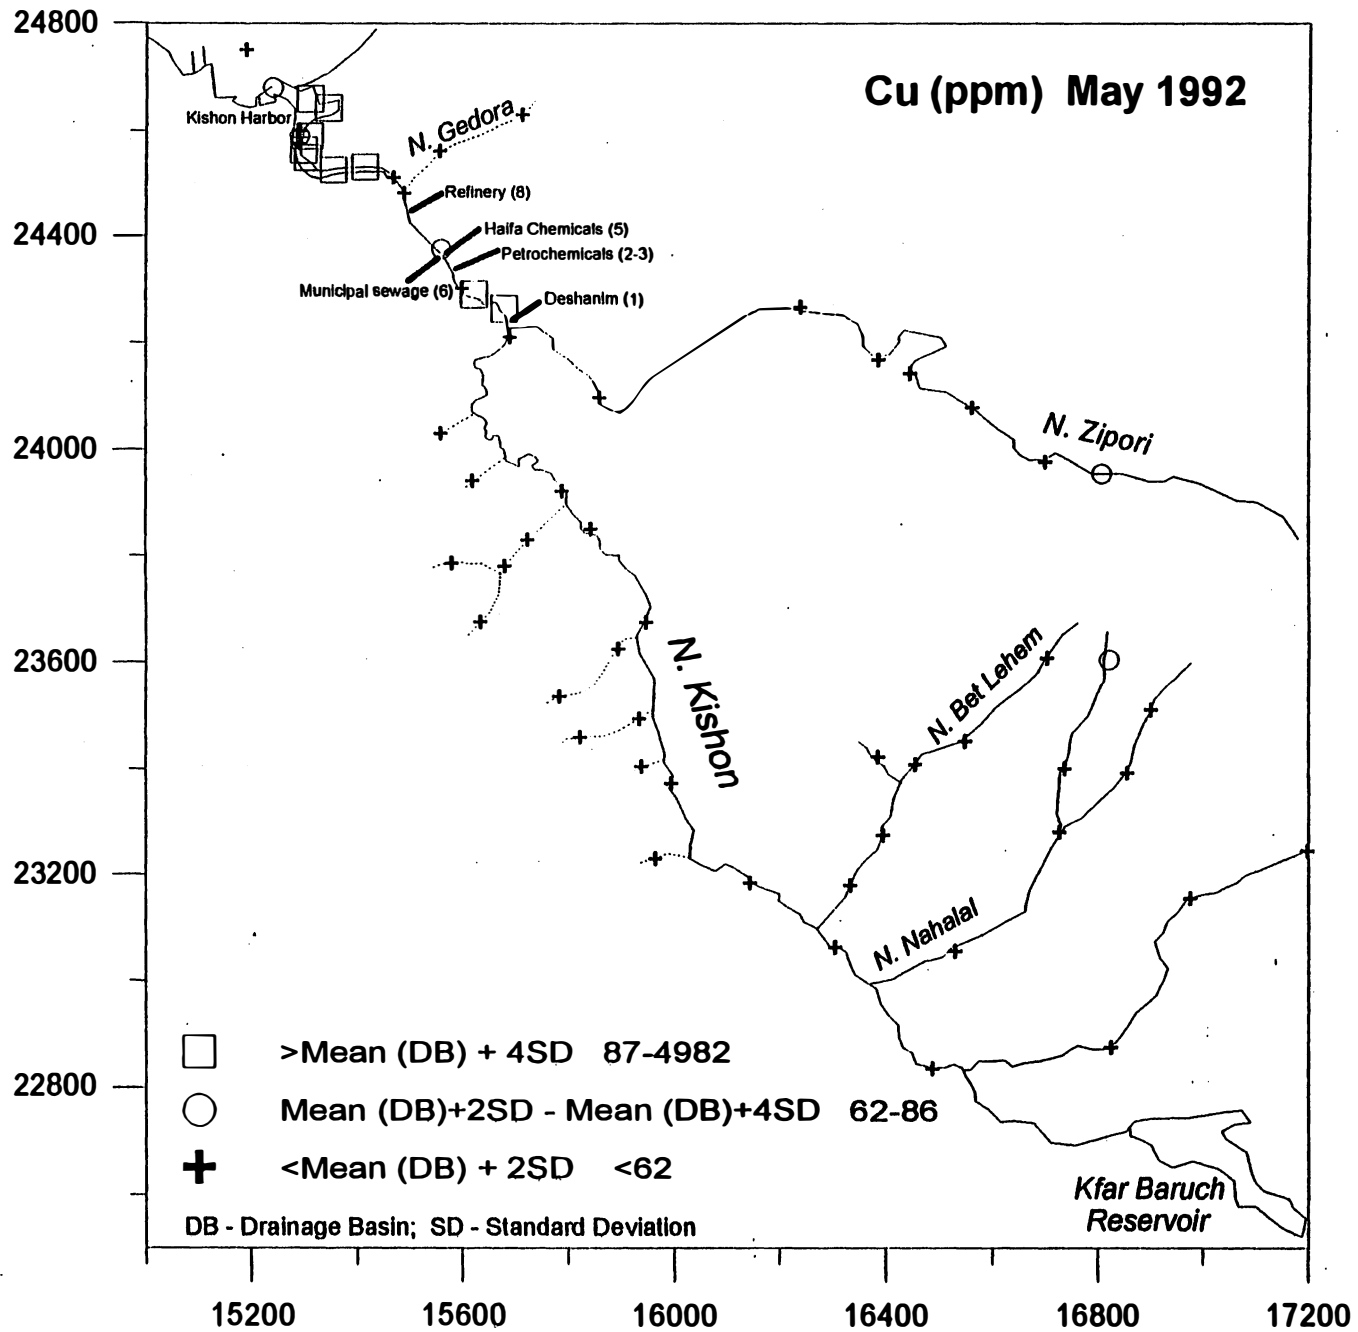 24800
Cu (ppm) May 1992
Kishon Harbor
N. Gedora
Refinery (8)
24400
Haifa Chemicals (5)
Petrochemicals (2-3)
Municipal sewage (6)
Deshanim (1)
24000
N. Zipori
23600
N. Kishon
N. Bet Lehem
23200
N. Nahalal
>Mean (DB) + 4SD 87-4982
22800
Mean (DB)+2SD - Mean (DB)+4SD 62-86
<Mean (DB) + 2SD <62
Kfar Baruch
Reservoir
DB - Drainage Basin; SD - Standard Deviation
15200 15600 16000 16400 16800 17200